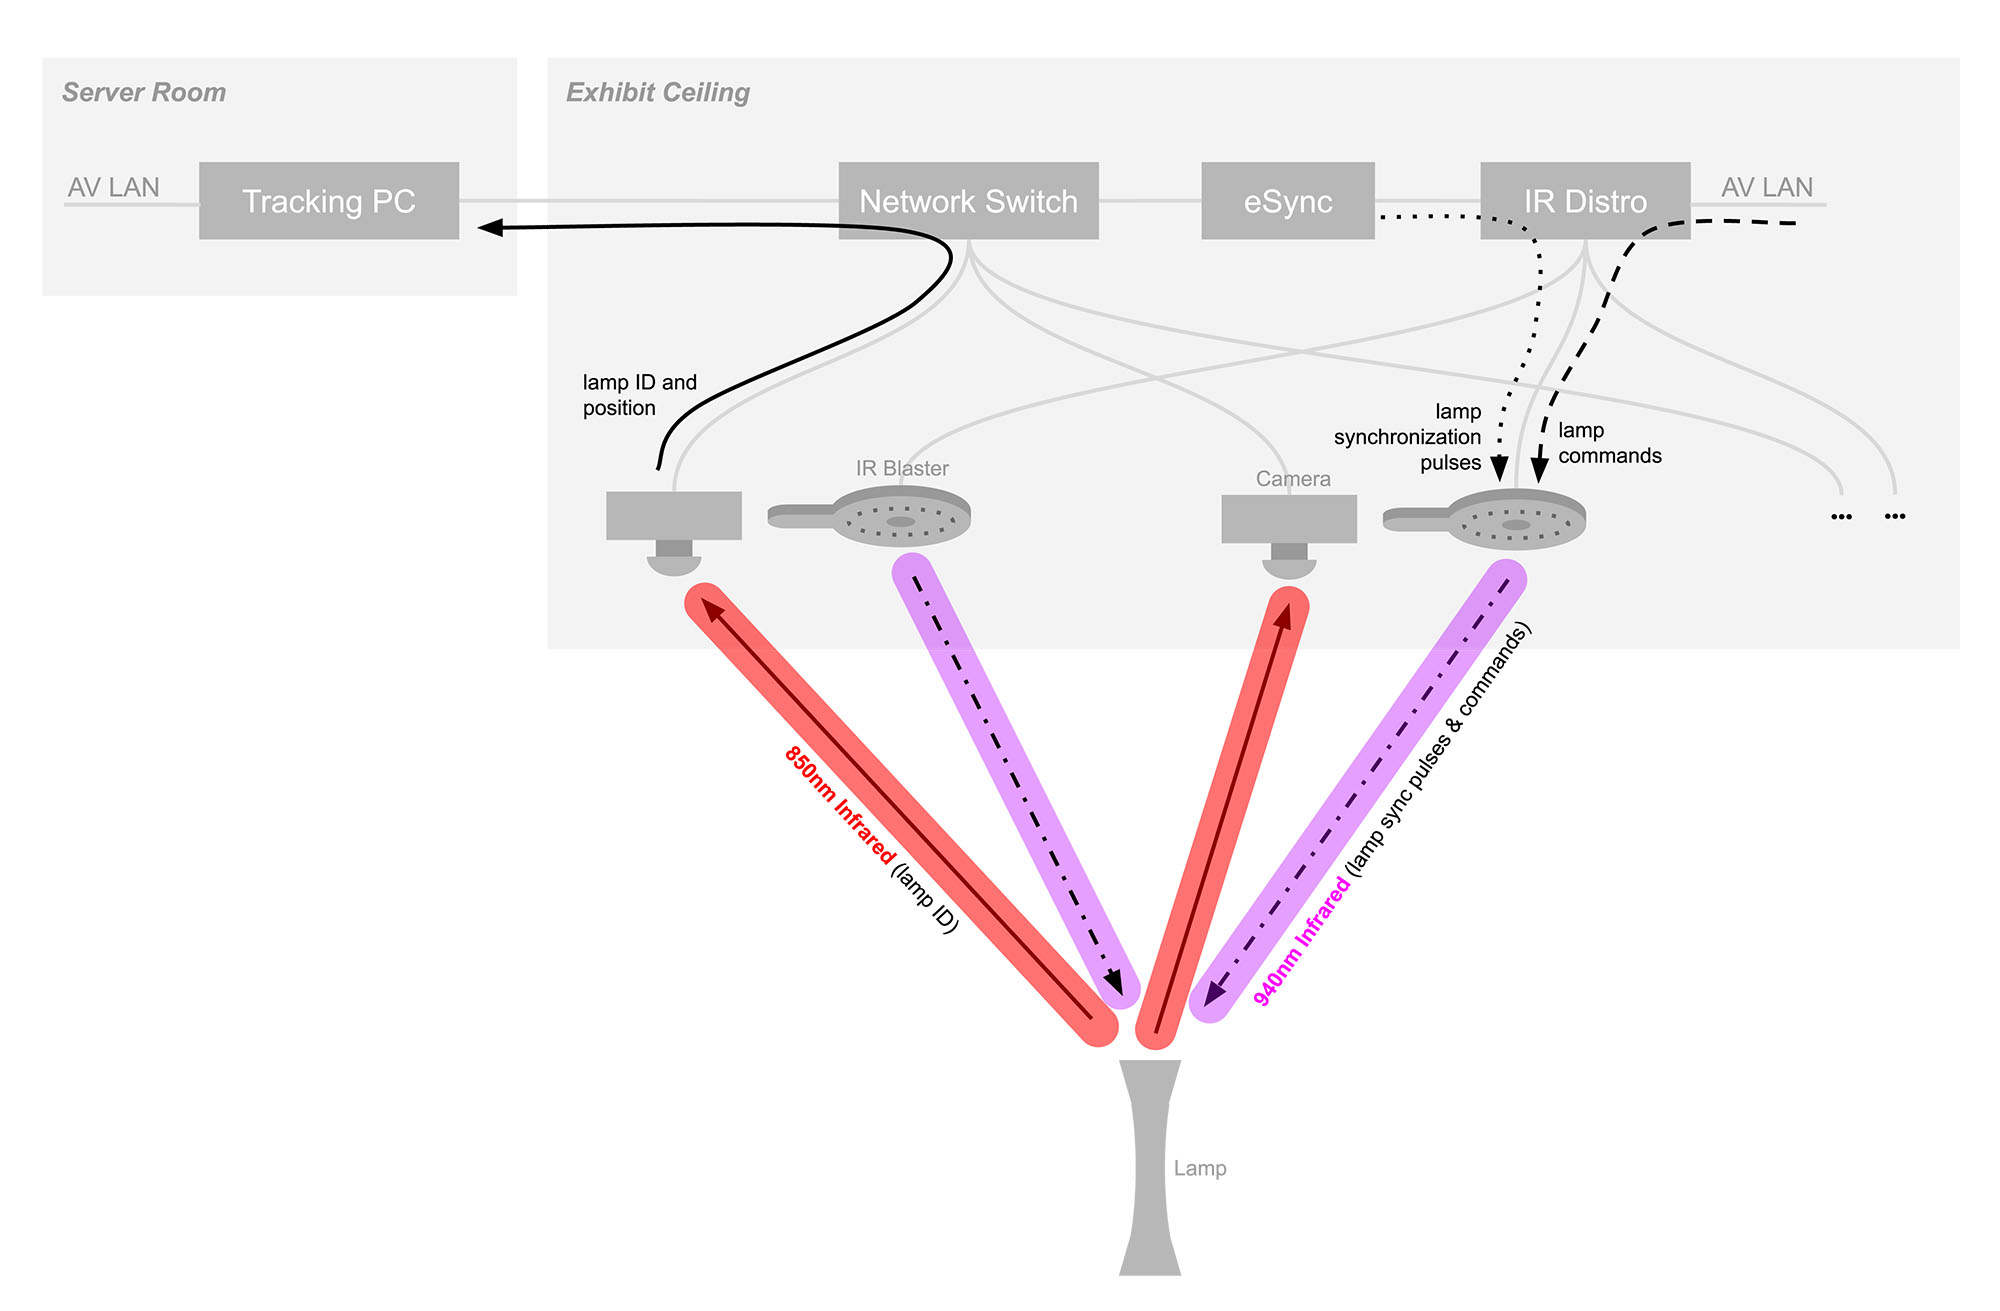 Server Room
Exhibit Ceiling
AV LAN
Tracking PC
Network Switch
eSync
IR Distro
AV LAN
lamp ID and
position
lamp
synchronization
pulses
lamp
commands
IR Blaster
Camera
...
...
850nm Infrared (lamp ID)
940nm Infrared (lamp sync pulses & commands)
Lamp